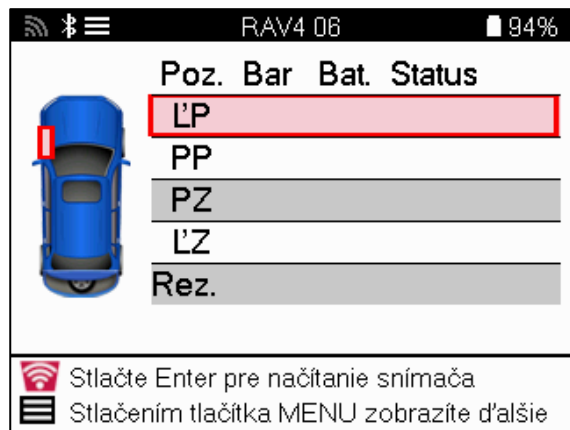 RAV4 06 94%
Poz. Bar Bat. Status
ĽP
PP
PZ
ĽZ
Rez.
Stlačte Enter pre načítanie snímača
Stlačením tlačítka MENU zobrazíte ďalšie